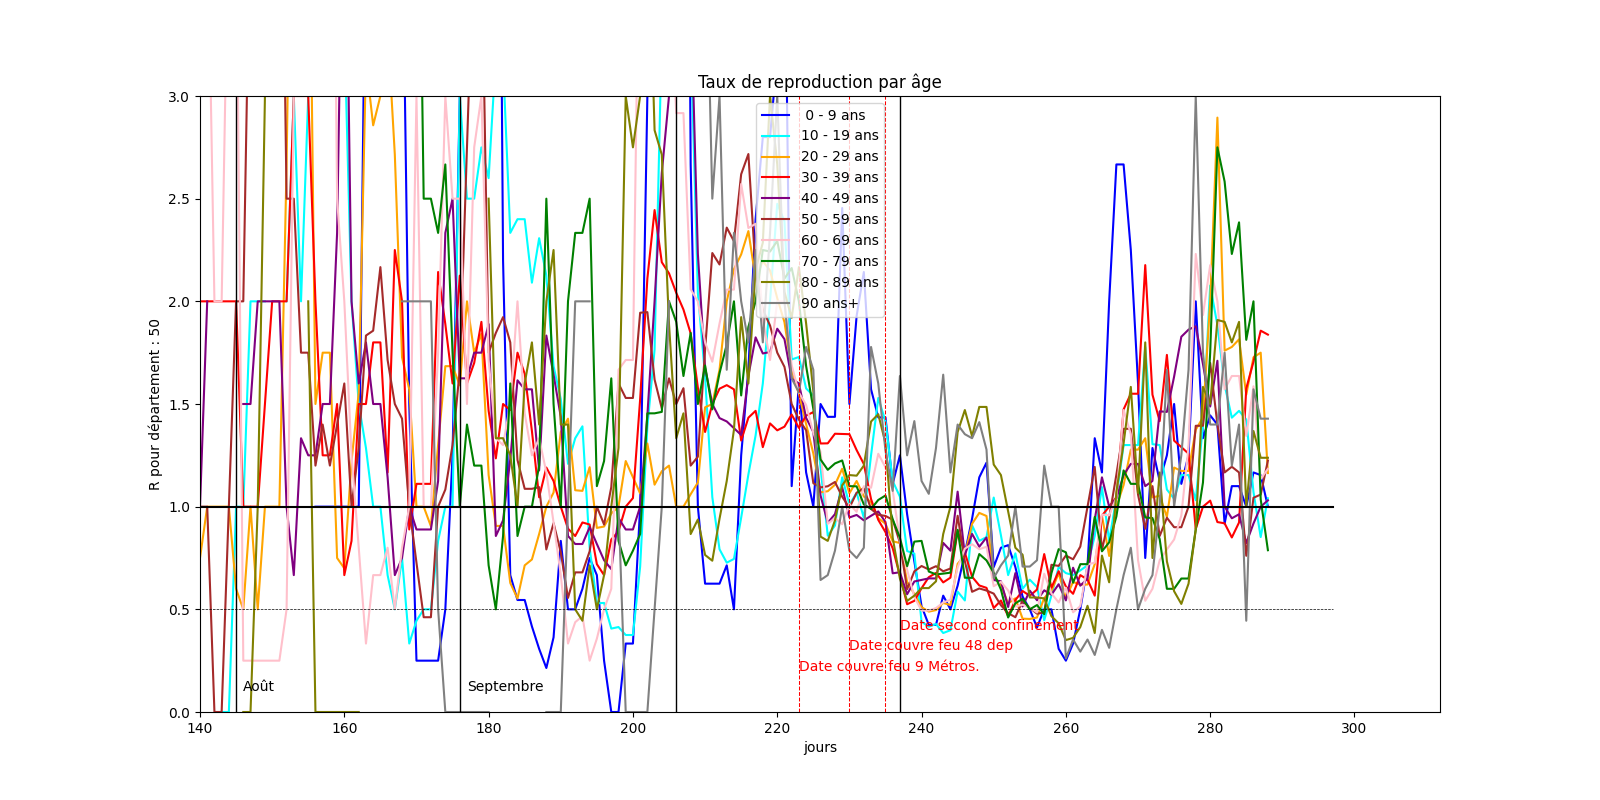 Taux de reproduction par âge
R pour département : 50
3.0
2.5
2.0
1.5
1.0
0.5
0.0
0 - 9 ans
10 - 19 ans
20 - 29 ans
30 - 39 ans
40 - 49 ans
50 - 59 ans
60 - 69 ans
70 - 79 ans
80 - 89 ans
90 ans+
Date second confinement
Date couvre feu 48 dep
Date couvre feu 9 Métros.
Août
Septembre
140 160 180 200 220 240 260 280 300
jours